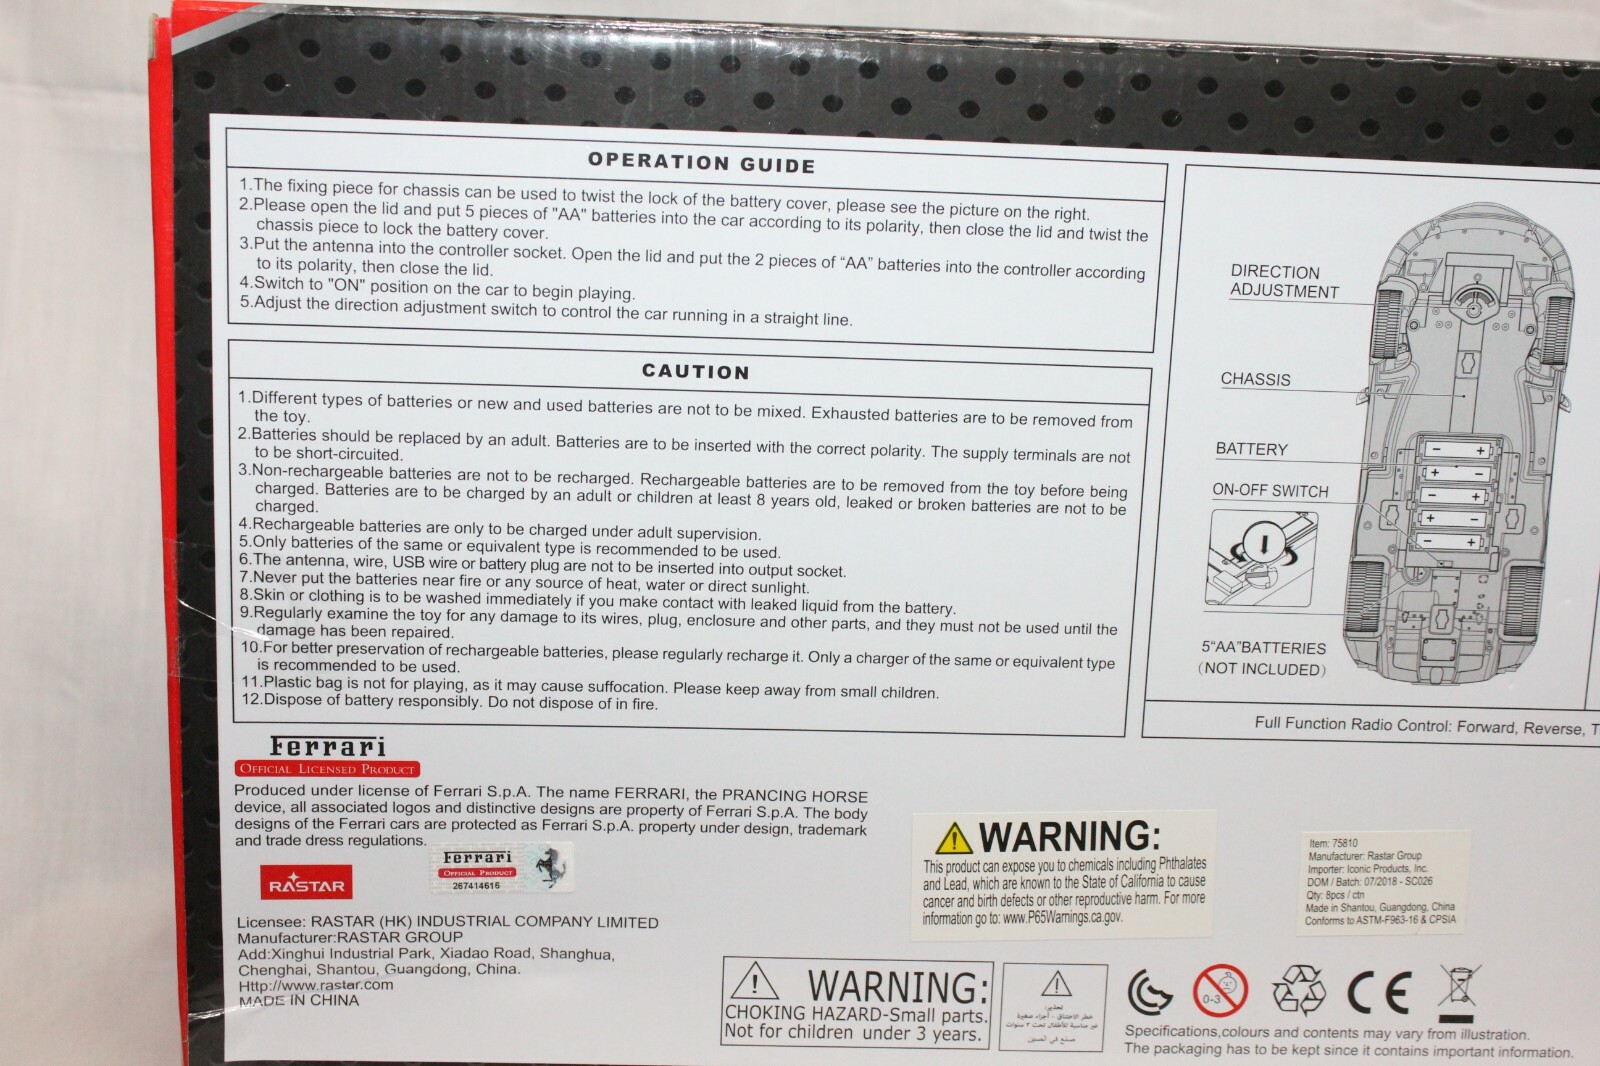 OPERATION GUIDE
1.The fixing piece for chassis can be used to twist the lock of the battery cover, please see the picture on the right.
2.Please open the lid and put 5 pieces of "AA" batteries into the car according to its polarity, then close the lid and twist the
chassis piece to lock the battery cover.
3.Put the antenna into the controller socket. Open the lid and put the 2 pieces of “AA” batteries into the controller according
to its polarity, then close the lid.
4.Switch to "ON" position on the car to begin playing.
5.Adjust the direction adjustment switch to control the car running in a straight line.
CAUTION
1.Different types of batteries or new and used batteries are not to be mixed. Exhausted batteries are to be removed from
the toy.
2.Batteries should be replaced by an adult. Batteries are to be inserted with the correct polarity. The supply terminals are not
to be short-circuited.
3.Non-rechargeable batteries are not to be recharged. Rechargeable batteries are to be removed from the toy before being
charged. Batteries are to be charged by an adult or children at least 8 years old, leaked or broken batteries are not to be
charged.
4.Rechargeable batteries are only to be charged under adult supervision.
5.Only batteries of the same or equivalent type is recommended to be used.
6.The antenna, wire, USB wire or battery plug are not to be inserted into output socket.
7.Never put the batteries near fire or any source of heat, water or direct sunlight.
8.Skin or clothing is to be washed immediately if you make contact with leaked liquid from the battery.
9.Regularly examine the toy for any damage to its wires, plug, enclosure and other parts, and they must not be used until the
damage has been repaired.
10.For better preservation of rechargeable batteries, please regularly recharge it. Only a charger of the same or equivalent type
is recommended to be used.
11.Plastic bag is not for playing, as it may cause suffocation. Please keep away from small children.
12.Dispose of battery responsibly. Do not dispose of in fire.
DIRECTION
ADJUSTMENT
CHASSIS
BATTERY
ON-OFF SWITCH
- +
+ -
- +
+ -
- +
5“AA”BATTERIES
(NOT INCLUDED)
Full Function Radio Control: Forward, Reverse, T
Ferrari
OFFICIAL LICENSED PRODUCT
Produced under license of Ferrari S.p.A. The name FERRARI, the PRANCING HORSE
device, all associated logos and distinctive designs are property of Ferrari S.p.A. The body
designs of the Ferrari cars are protected as Ferrari S.p.A. property under design, trademark
and trade dress regulations.
RASTAR
Ferrari
OFFICIAL PRODUCT
267414616
Licensee: RASTAR (HK) INDUSTRIAL COMPANY LIMITED
Manufacturer:RASTAR GROUP
Add:Xinghui Industrial Park, Xiadao Road, Shanghua,
Chenghai, Shantou, Guangdong, China.
Http://www.rastar.com
MADE IN CHINA
WARNING:
This product can expose you to chemicals including Phthalates
and Lead, which are known to the State of California to cause
cancer and birth defects or other reproductive harm. For more
information go to: www.P65Warnings.ca.gov.
Item: 75810
Manufacturer: Rastar Group
Importer: Iconic Products, Inc.
DOM / Batch: 07/2018 - SC026
Qty: 8pcs / ctn
Made in Shantou, Guangdong, China
Conforms to ASTM-F963-16 & CPSIA
WARNING:
CHOKING HAZARD-Small parts.
Not for children under 3 years.
تحذير:
خطر الاختناق - أجزاء صغيرة
غير مناسبة للأطفال تحت ٣ سنوات
صنع في الصين
0-3
CE
Specifications,colours and contents may vary from illustration.
The packaging has to be kept since it contains important information.